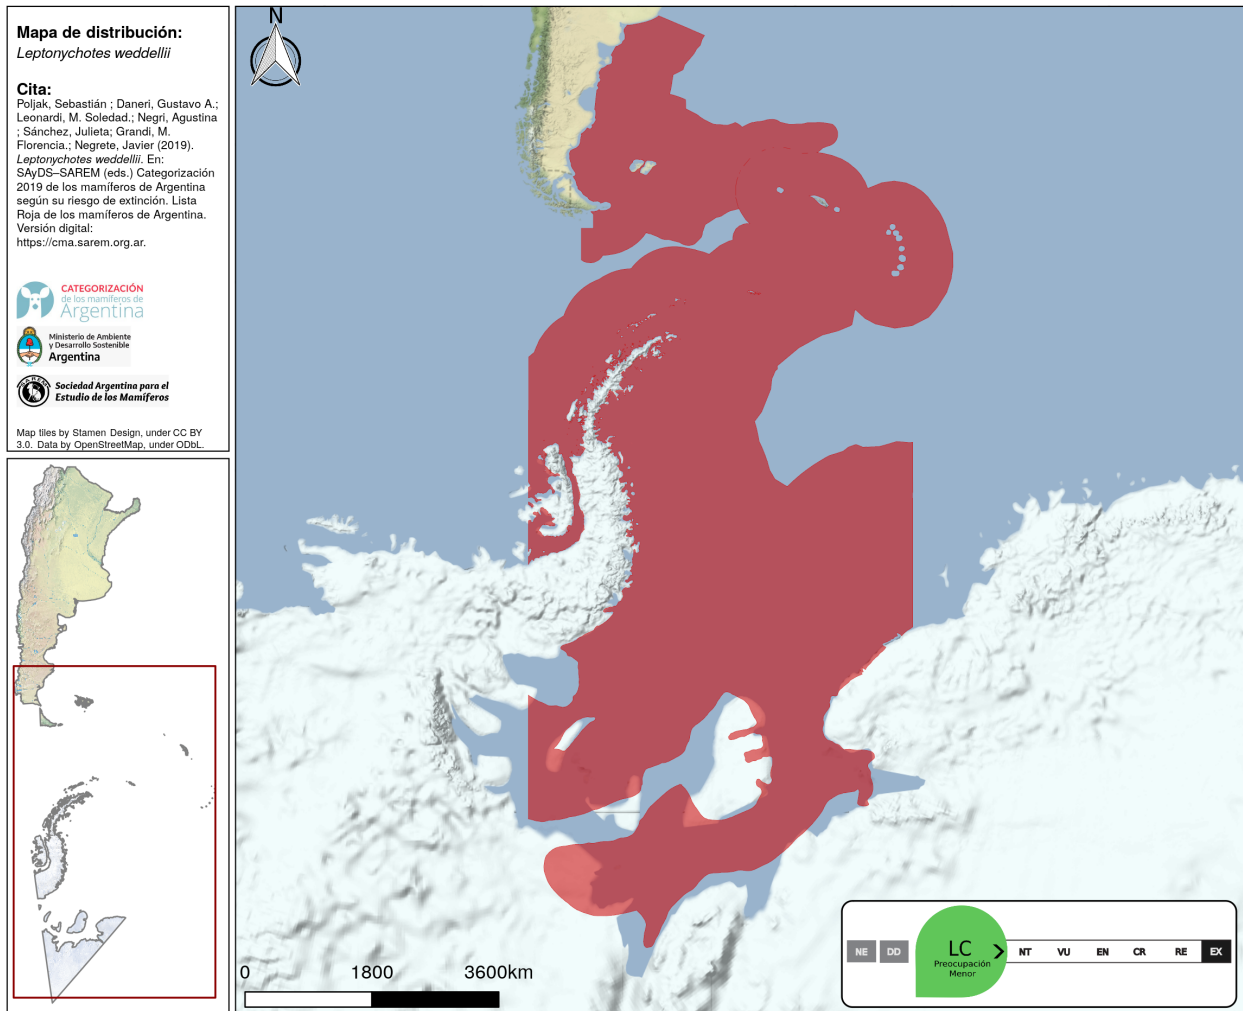 Mapa de distribución:
Leptonychotes weddellii
Cita:
Poljak, Sebastián ; Daneri, Gustavo A.;
Leonardi, M. Soledad.; Negri, Agustina
; Sánchez, Julieta; Grandi, M.
Florencia.; Negrete, Javier (2019).
Leptonychotes weddellii. En:
SAyDS–SAREM (eds.) Categorización
2019 de los mamíferos de Argentina
según su riesgo de extinción. Lista
Roja de los mamíferos de Argentina.
Versión digital:
https://cma.sarem.org.ar.
CATEGORIZACIÓN
de los mamíferos de
Argentina
Ministerio de Ambiente
y Desarrollo Sostenible
Argentina
SAREM
Sociedad Argentina para el
Estudio de los Mamíferos
Map tiles by Stamen Design, under CC BY
3.0. Data by OpenStreetMap, under ODbL.
N
0 1800 3600km
NE DD LC NT VU EN CR RE EX
Preocupación
Menor